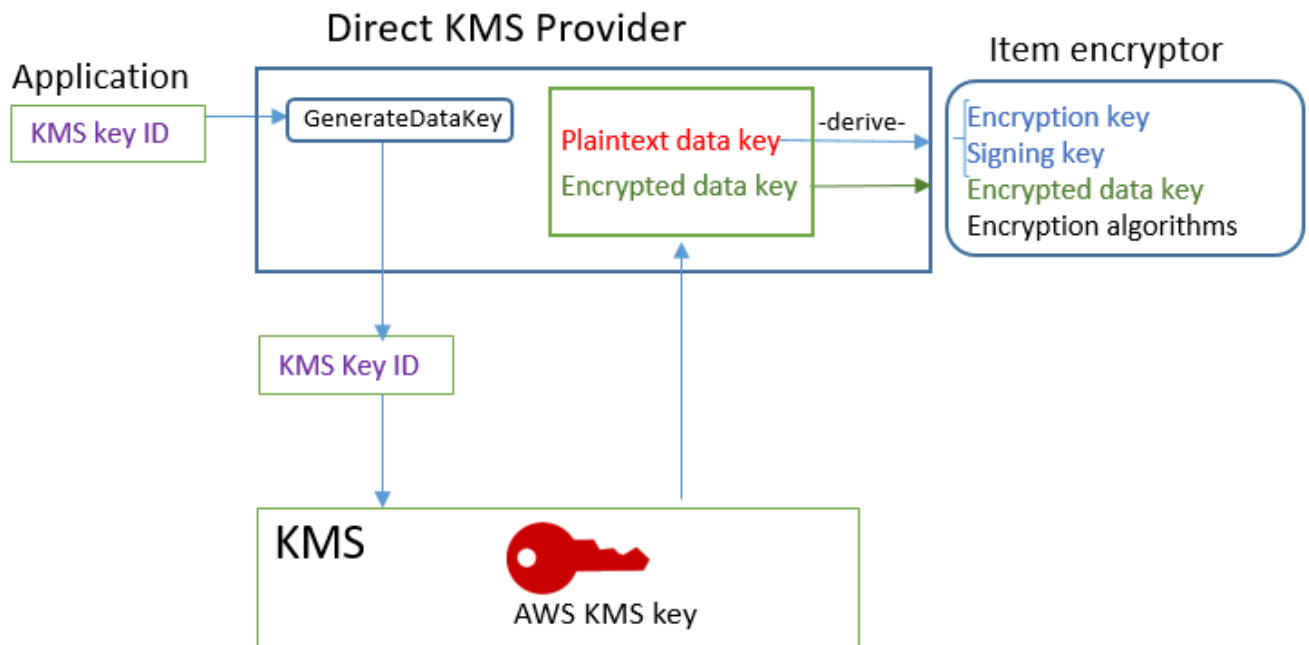 Direct KMS Provider
Item encryptor
Application
KMS key ID
GenerateDataKey
Plaintext data key
Encrypted data key
-derive-
Encryption key
Signing key
Encrypted data key
Encryption algorithms
KMS Key ID
KMS
AWS KMS key